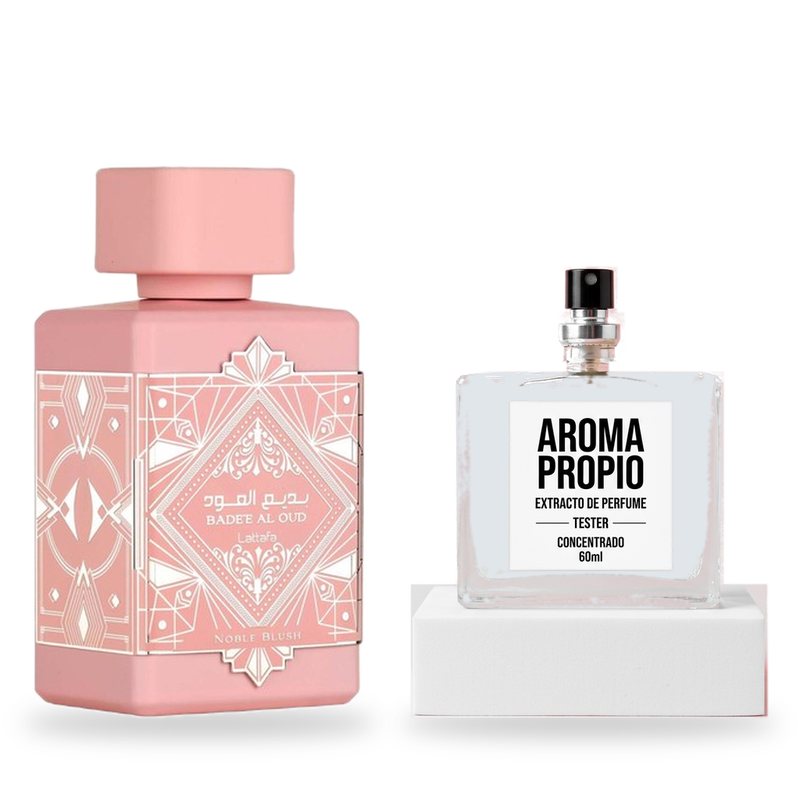 بديع العود
BADE'E AL OUD
Lattafa
NOBLE BLUSH
AROMA
PROPIO
EXTRACTO DE PERFUME
TESTER
CONCENTRADO
60ml